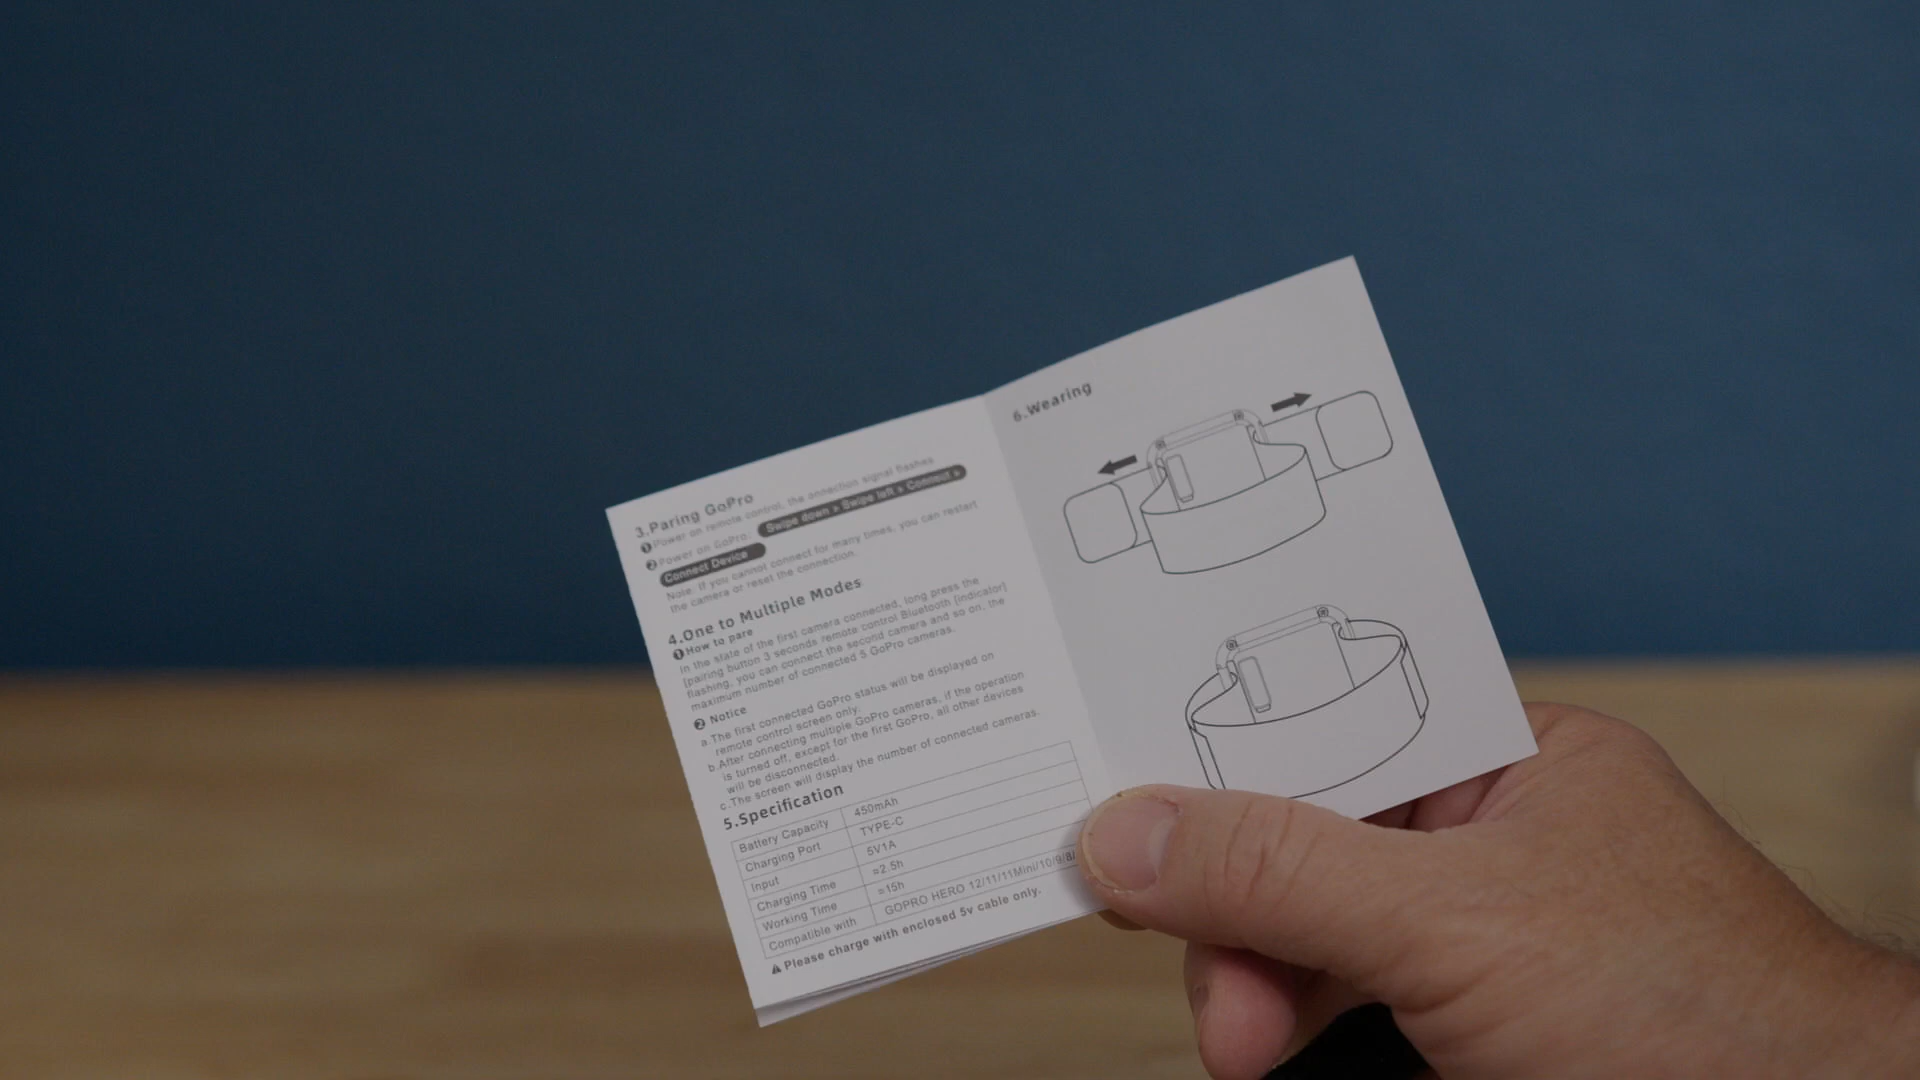 3.Paring GoPro
❶Power on remote control, the onnection signal flashes
❷Power on GoPro: Swipe down » Swipe left » Connect »
Connect Device
Note: If you cannot connect for many times, you can restart
the camera or reset the connection.
4.One to Multiple Modes
❶How to pare
In the state of the first camera connected, long press the
[pairing button 3 seconds remote control Bluetooth [indicator]
flashing, you can connect the second camera and so on, the
maximum number of connected 5 GoPro cameras.
❷ Notice
a.The first connected GoPro status will be displayed on
remote control screen only.
b.After connecting multiple GoPro cameras, if the operation
is turned off, except for the first GoPro, all other devices
will be disconnected.
c.The screen will display the number of connected cameras.
5.Specification
Battery Capacity 450mAh
Charging Port TYPE-C
Input 5V1A
Charging Time ≈2.5h
Working Time ≈15h
Compatible with GOPRO HERO 12/11/11Mini/10/9/8/
⚠ Please charge with enclosed 5v cable only.
6.Wearing